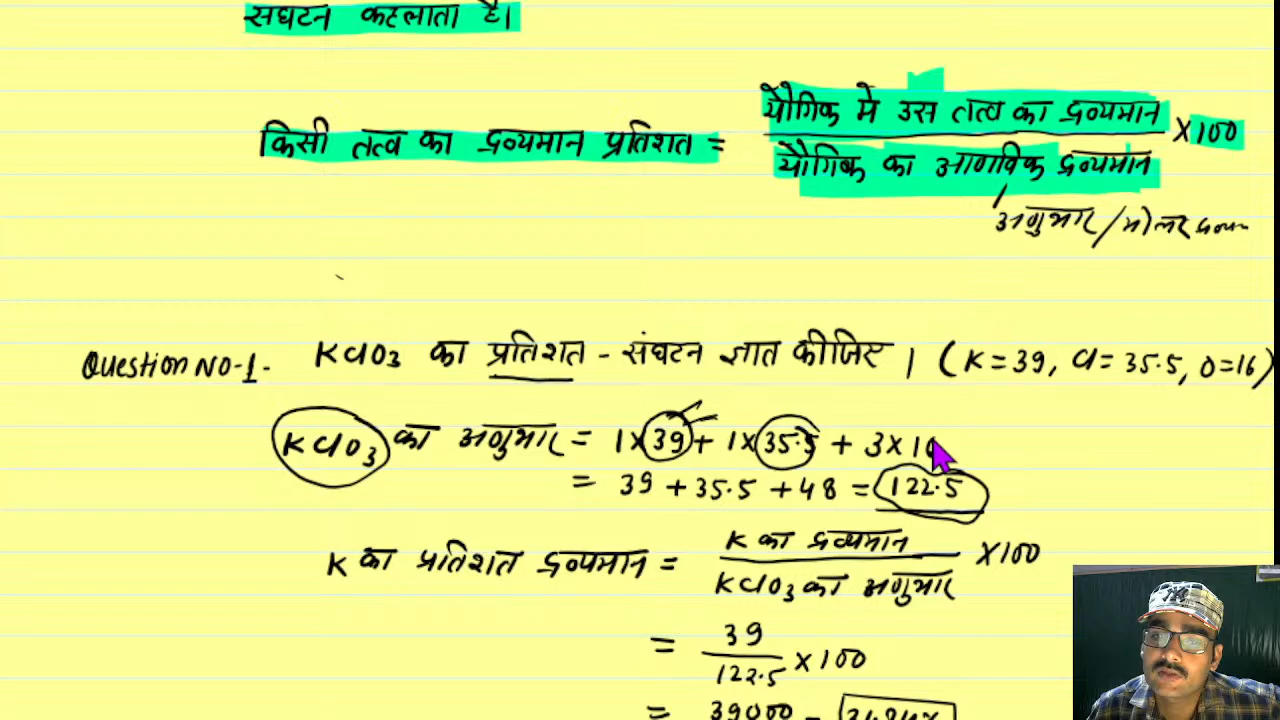 संघटन कहलाता है।
यौगिक मे उस तत्व का द्रव्यमान
किसी तत्व का द्रव्यमान प्रतिशत = ×100
यौगिक का आणविक द्रव्यमान
अणुभार/मोलर
Question NO-1. KClO3 का प्रतिशत - संघटन ज्ञात कीजिए । (K=39, Cl=35.5, O=16)
KClO3 का अणुभार = 1×39 + 1×35.5 + 3×16
= 39 + 35.5 + 48 = 122.5
K का द्रव्यमान
K का प्रतिशत द्रव्यमान = ×100
KClO3 का अणुभार
39
= ×100
122.5
= 39000 =